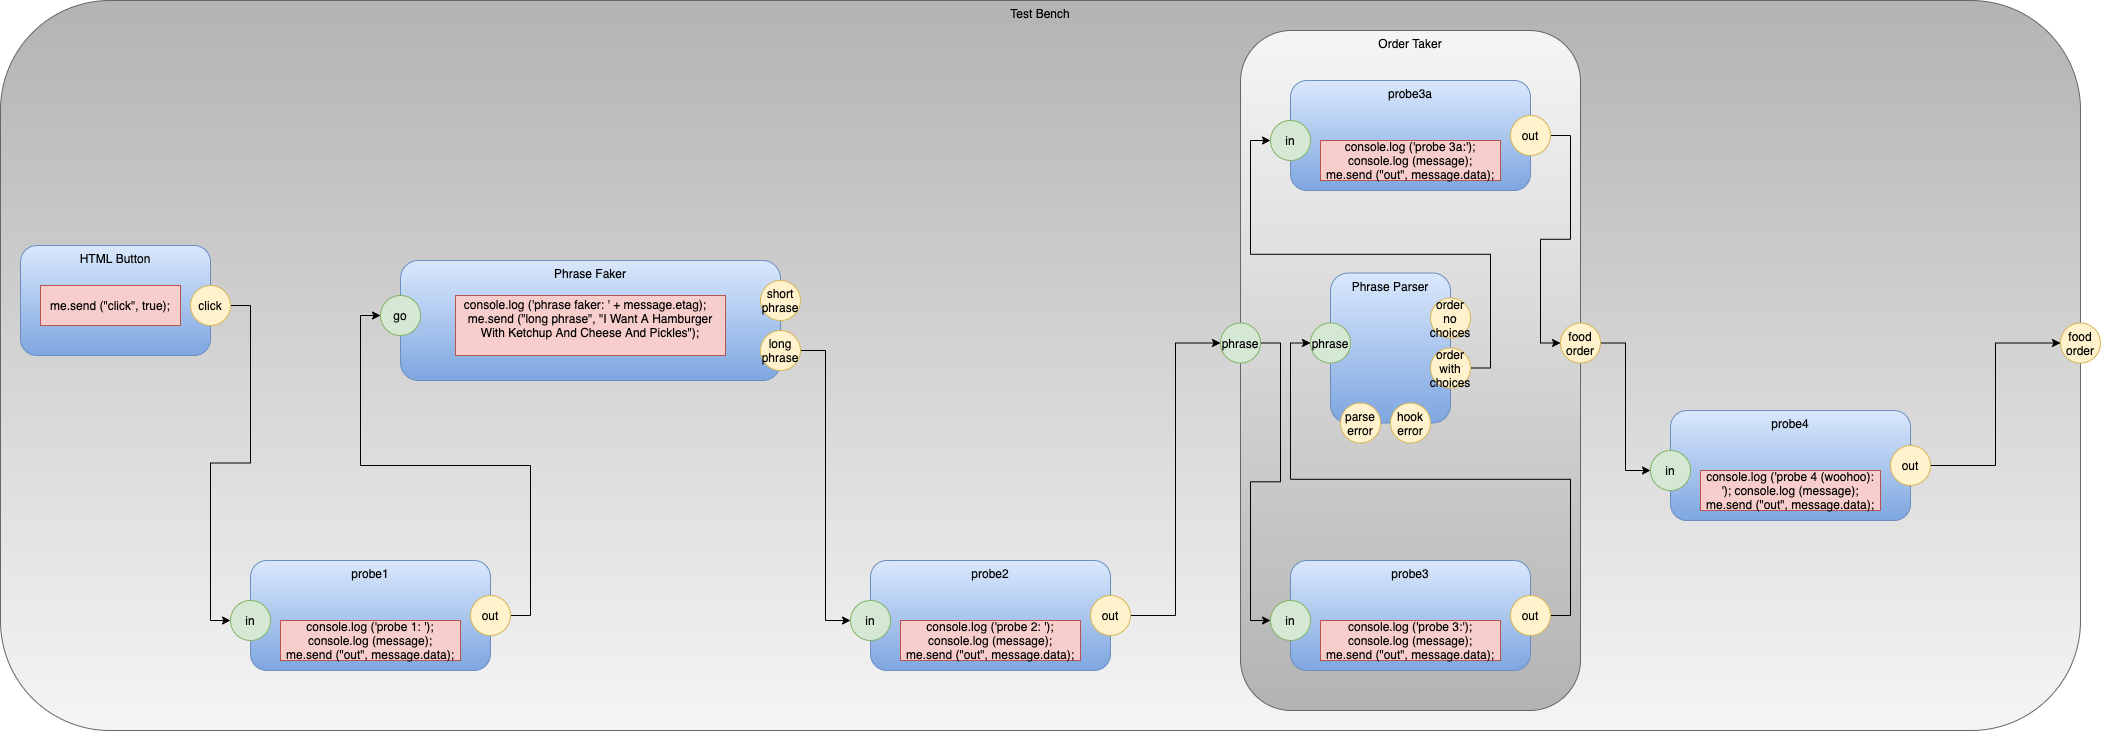 Test Bench
HTML Button
me.send ("click", true);
click
Phrase Faker
go
console.log ('phrase faker: ' + message.etag);
me.send ("long phrase", "I Want A Hamburger
With Ketchup And Cheese And Pickles");
short
phrase
long
phrase
probe1
in
console.log ('probe 1: ');
console.log (message);
me.send ("out", message.data);
out
probe2
in
console.log ('probe 2: ');
console.log (message);
me.send ("out", message.data);
out
Order Taker
phrase
probe3a
in
console.log ('probe 3a:');
console.log (message);
me.send ("out", message.data);
out
Phrase Parser
phrase
order
no
choices
order
with
choices
parse
error
hook
error
probe3
in
console.log ('probe 3:');
console.log (message);
me.send ("out", message.data);
out
food
order
probe4
in
console.log ('probe 4 (woohoo):
'); console.log (message);
me.send ("out", message.data);
out
food
order